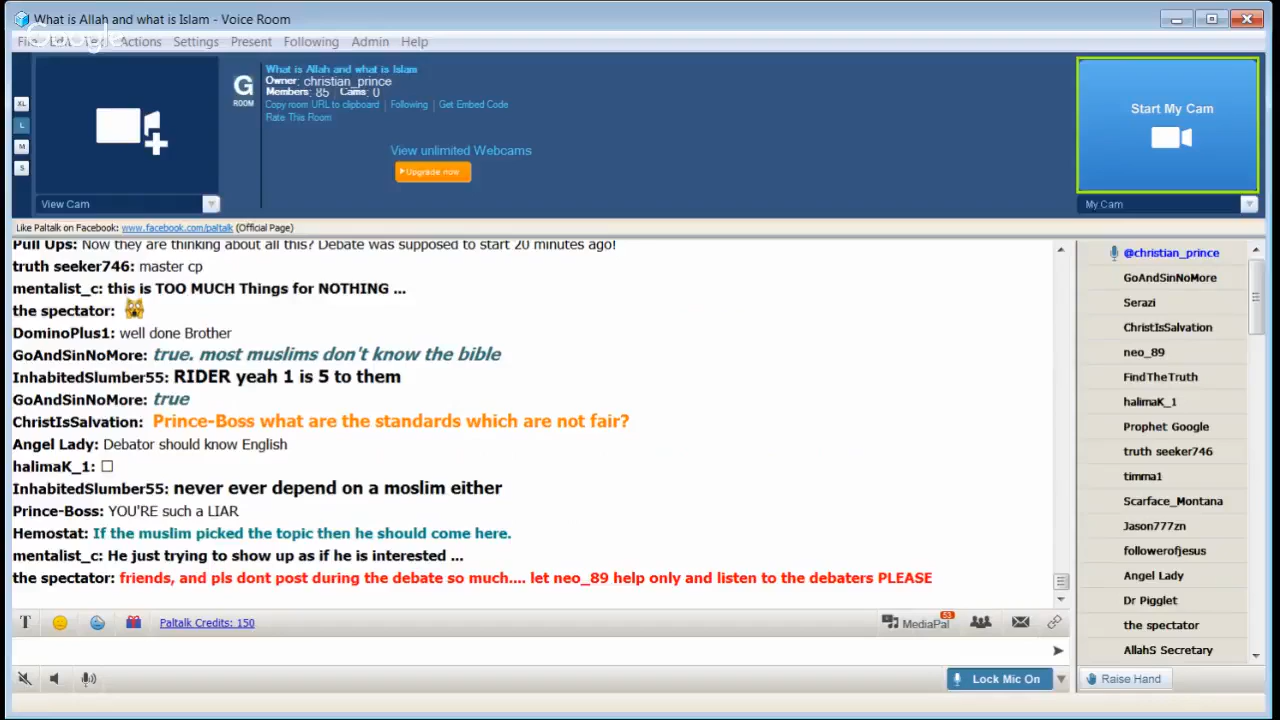 What is Allah and what is Islam - Voice Room
Google
Actions Settings Present Following Admin Help
XL
L
M
S
G
ROOM
What is Allah and what is Islam
Owner: christian_prince
Members: 85 Cams: 0
Copy room URL to clipboard | Following | Get Embed Code
Rate This Room
View unlimited Webcams
Upgrade now
Start My Cam
View Cam
My Cam
Like Paltalk on Facebook: www.facebook.com/paltalk (Official Page)
Pull Ups: Now they are thinking about all this? Debate was supposed to start 20 minutes ago!
truth seeker746: master cp
mentalist_c: this is TOO MUCH Things for NOTHING ...
the spectator:
DominoPlus1: well done Brother
GoAndSinNoMore: true. most muslims don't know the bible
InhabitedSlumber55: RIDER yeah 1 is 5 to them
GoAndSinNoMore: true
ChristIsSalvation: Prince-Boss what are the standards which are not fair?
Angel Lady: Debator should know English
halimaK_1: □
InhabitedSlumber55: never ever depend on a moslim either
Prince-Boss: YOU'RE such a LIAR
Hemostat: If the muslim picked the topic then he should come here.
mentalist_c: He just trying to show up as if he is interested ...
the spectator: friends, and pls dont post during the debate so much.... let neo_89 help only and listen to the debaters PLEASE
@christian_prince
GoAndSinNoMore
Serazi
ChristIsSalvation
neo_89
FindTheTruth
halimaK_1
Prophet Google
truth seeker746
timma1
Scarface_Montana
Jason777zn
followerofjesus
Angel Lady
Dr Pigglet
the spectator
AllahS Secretary
T
Paltalk Credits: 150
MediaPal
53
Lock Mic On
Raise Hand